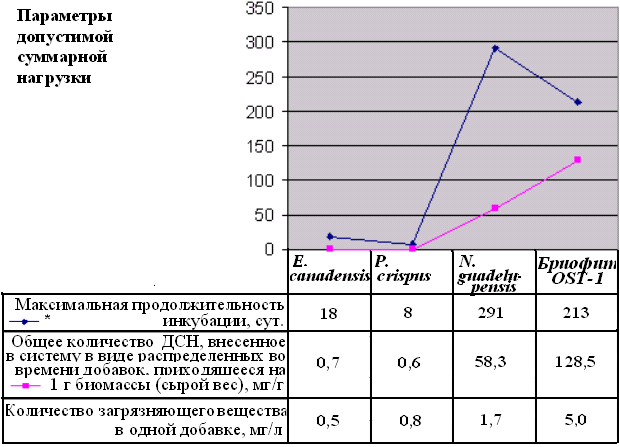 Параметры
допустимой
суммарной
нагрузки
350
300
250
200
150
100
50
0
E. canadensis
P. crispus
N. guadelu-pensis
Бриофит OST-1
Максимальная продолжительность
* инкубации, сут.
18 8 291 213
Общее количество ДСН, внесенное
в систему в виде распределенных во
времени добавок, приходящееся на
1 г биомассы (сырой вес), мг/г
0,7 0,6 58,3 128,5
Количество загрязняющего вещества
в одной добавке, мг/л
0,5 0,8 1,7 5,0